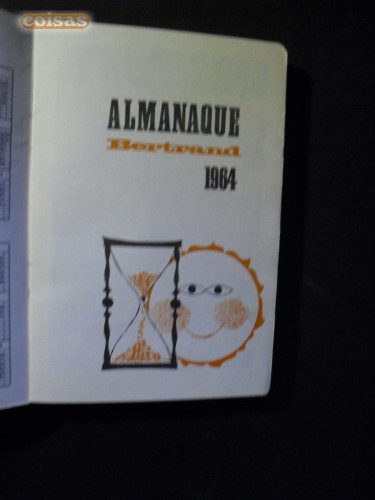 coisas
ALMANAQUE
Bertrand
1964